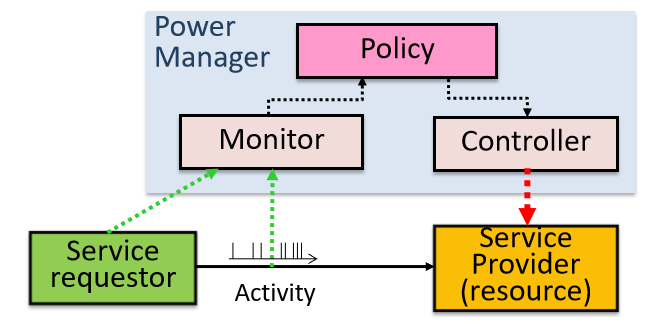 Power
Manager
Policy
Monitor
Controller
Service
requestor
Activity
Service
Provider
(resource)